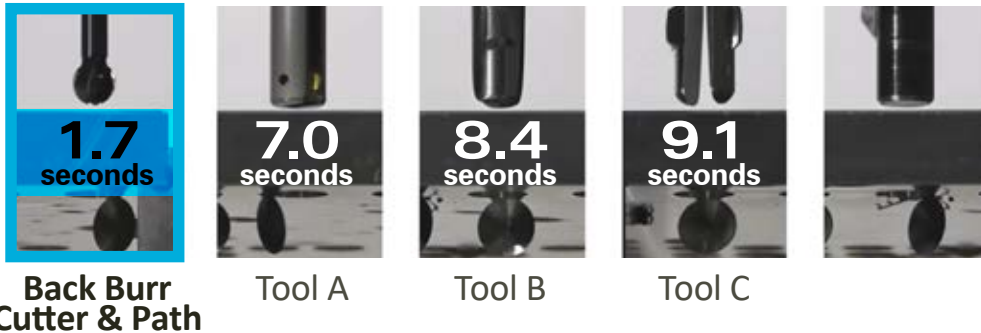 1.7
seconds
7.0
seconds
8.4
seconds
9.1
seconds
Back Burr
Cutter & Path
Tool A
Tool B
Tool C